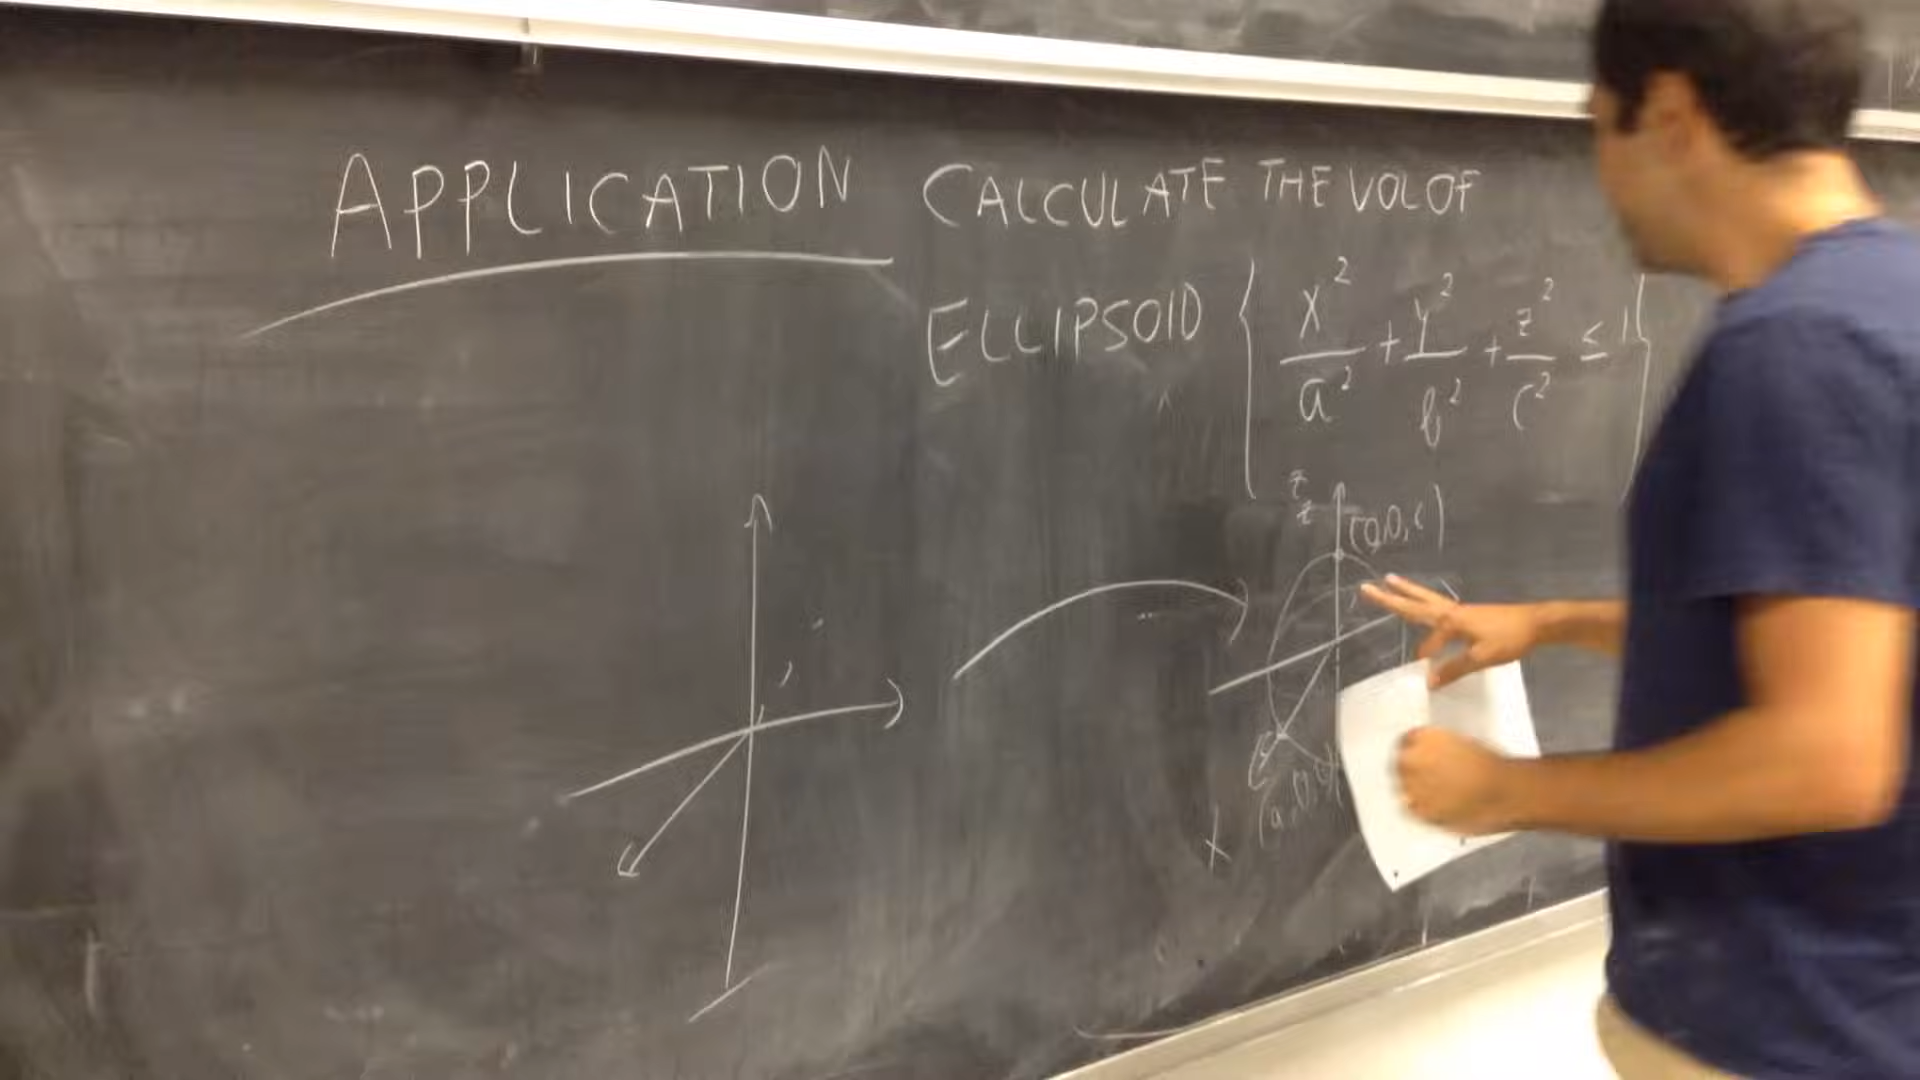 APPLICATION CALCULATE THE VOL OF
ELLIPSOID { x²/a² + y²/b² + z²/c² ≤ 1 }
z
z
(0,0,c)
x